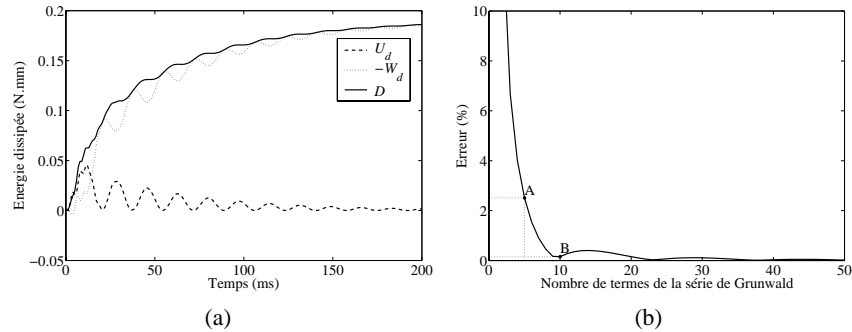 0.2
0.15
0.1
0.05
0
−0.05
Energie dissipée (N.mm)
U_d
−W_d
D
0 50 100 150 200
Temps (ms)
(a)
10
8
6
4
2
0
Erreur (%)
A
B
0 10 20 30 40 50
Nombre de termes de la série de Grunwald
(b)